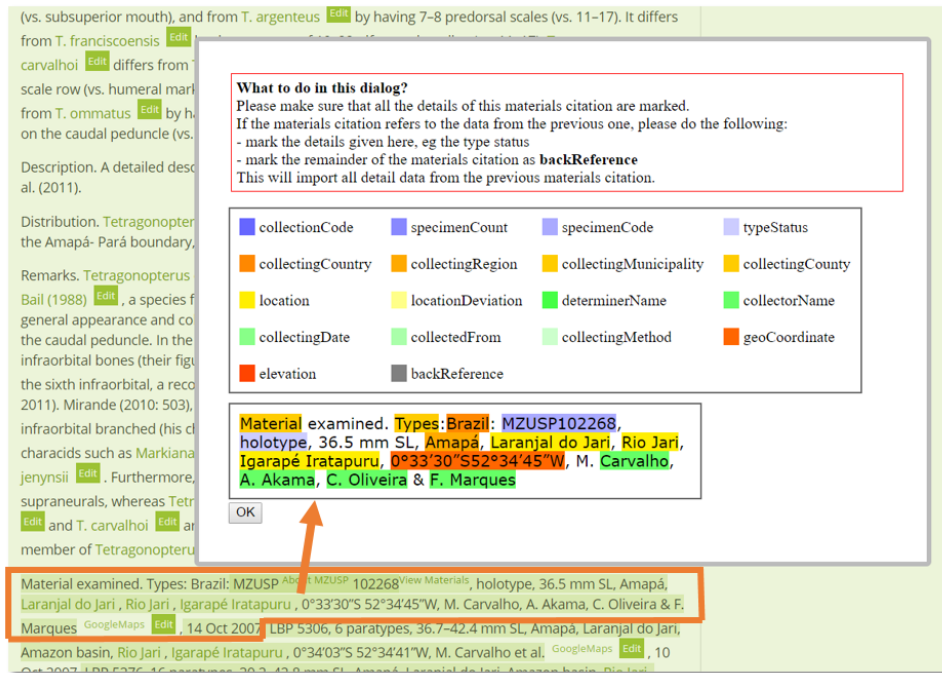 (vs. subsuperior mouth), and from T. argenteus Edit by having 7–8 predorsal scales (vs. 11–17). It differs
from T. franciscoensis Edit
carvalhoi Edit differs from
scale row (vs. humeral mark
from T. ommatus Edit by ha
on the caudal peduncle (vs.
Description. A detailed desc
al. (2011).
Distribution. Tetragonopter
the Amapá- Pará boundary,
Remarks. Tetragonopterus
Bail (1988) Edit , a species f
general appearance and co
the caudal peduncle. In the
infraorbital bones (their figu
the sixth infraorbital, a reco
2011). Mirande (2010: 503),
infraorbital branched (his ch
characids such as Markiana
jenynsii Edit . Furthermore,
supraneurals, whereas Tetr
Edit and T. carvalhoi Edit ar
member of Tetragonopteru
What to do in this dialog?
Please make sure that all the details of this materials citation are marked.
If the materials citation refers to the data from the previous one, please do the following:
- mark the details given here, eg the type status
- mark the remainder of the materials citation as backReference
This will import all detail data from the previous materials citation.
collectionCode specimenCount specimenCode typeStatus
collectingCountry collectingRegion collectingMunicipality collectingCounty
location locationDeviation determinerName collectorName
collectingDate collectedFrom collectingMethod geoCoordinate
elevation backReference
Material examined. Types:Brazil: MZUSP102268,
holotype, 36.5 mm SL, Amapá, Laranjal do Jari, Rio Jari,
Igarapé Iratapuru, 0°33′30″S52°34′45″W, M. Carvalho,
A. Akama, C. Oliveira & F. Marques
OK
Material examined. Types: Brazil: MZUSP About MZUSP 102268 View Materials , holotype, 36.5 mm SL, Amapá,
Laranjal do Jari , Rio Jari , Igarapé Iratapuru , 0°33′30″S 52°34′45″W, M. Carvalho, A. Akama, C. Oliveira & F.
Marques GoogleMaps Edit , 14 Oct 2007 LBP 5306, 6 paratypes, 36.7–42.4 mm SL, Amapá, Laranjal do Jari,
Amazon basin, Rio Jari , Igarapé Iratapuru , 0°34′03″S 52°34′41″W, M. Carvalho et al. GoogleMaps Edit , 10